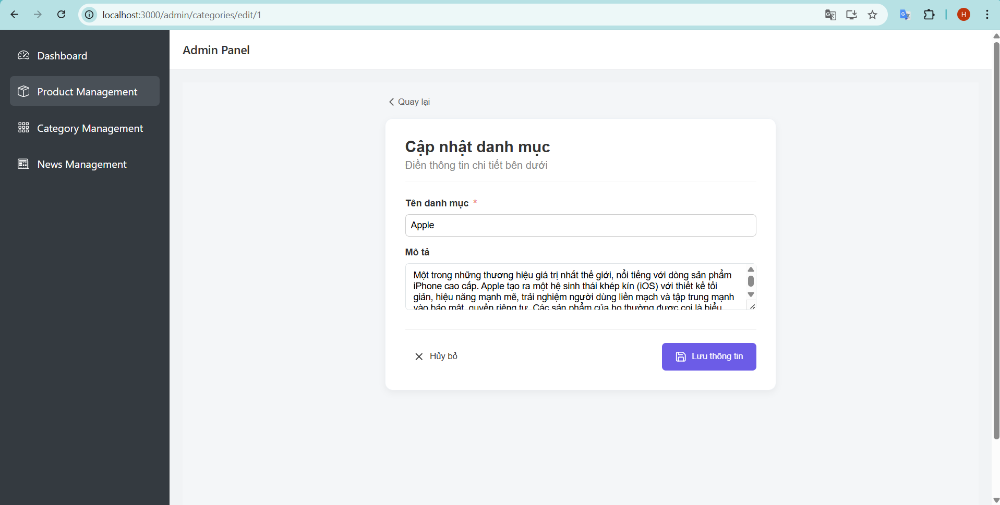 localhost:3000/admin/categories/edit/1
H
Dashboard
Product Management
Category Management
News Management
Admin Panel
Quay lại
Cập nhật danh mục
Điền thông tin chi tiết bên dưới
Tên danh mục *
Apple
Mô tả
Một trong những thương hiệu giá trị nhất thế giới, nổi tiếng với dòng sản phẩm
iPhone cao cấp. Apple tạo ra một hệ sinh thái khép kín (iOS) với thiết kế tối
giản, hiệu năng mạnh mẽ, trải nghiệm người dùng liền mạch và tập trung mạnh
vào bảo mật, quyền riêng tư. Các sản phẩm của họ thường được coi là biểu
Hủy bỏ
Lưu thông tin